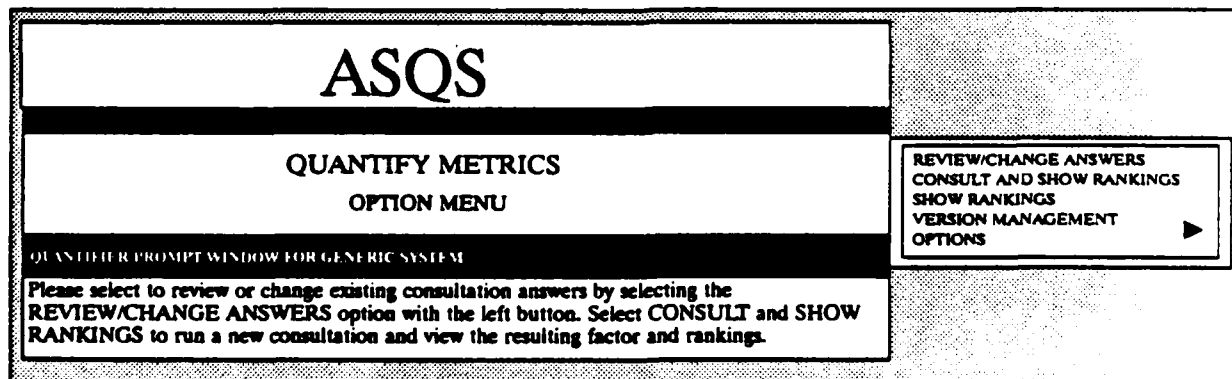 ASQS
QUANTIFY METRICS
OPTION MENU
QUANTIFIER PROMPT WINDOW FOR GENERIC SYSTEM
Please select to review or change existing consultation answers by selecting the
REVIEW/CHANGE ANSWERS option with the left button. Select CONSULT and SHOW
RANKINGS to run a new consultation and view the resulting factor and rankings.
REVIEW/CHANGE ANSWERS
CONSULT AND SHOW RANKINGS
SHOW RANKINGS
VERSION MANAGEMENT
OPTIONS